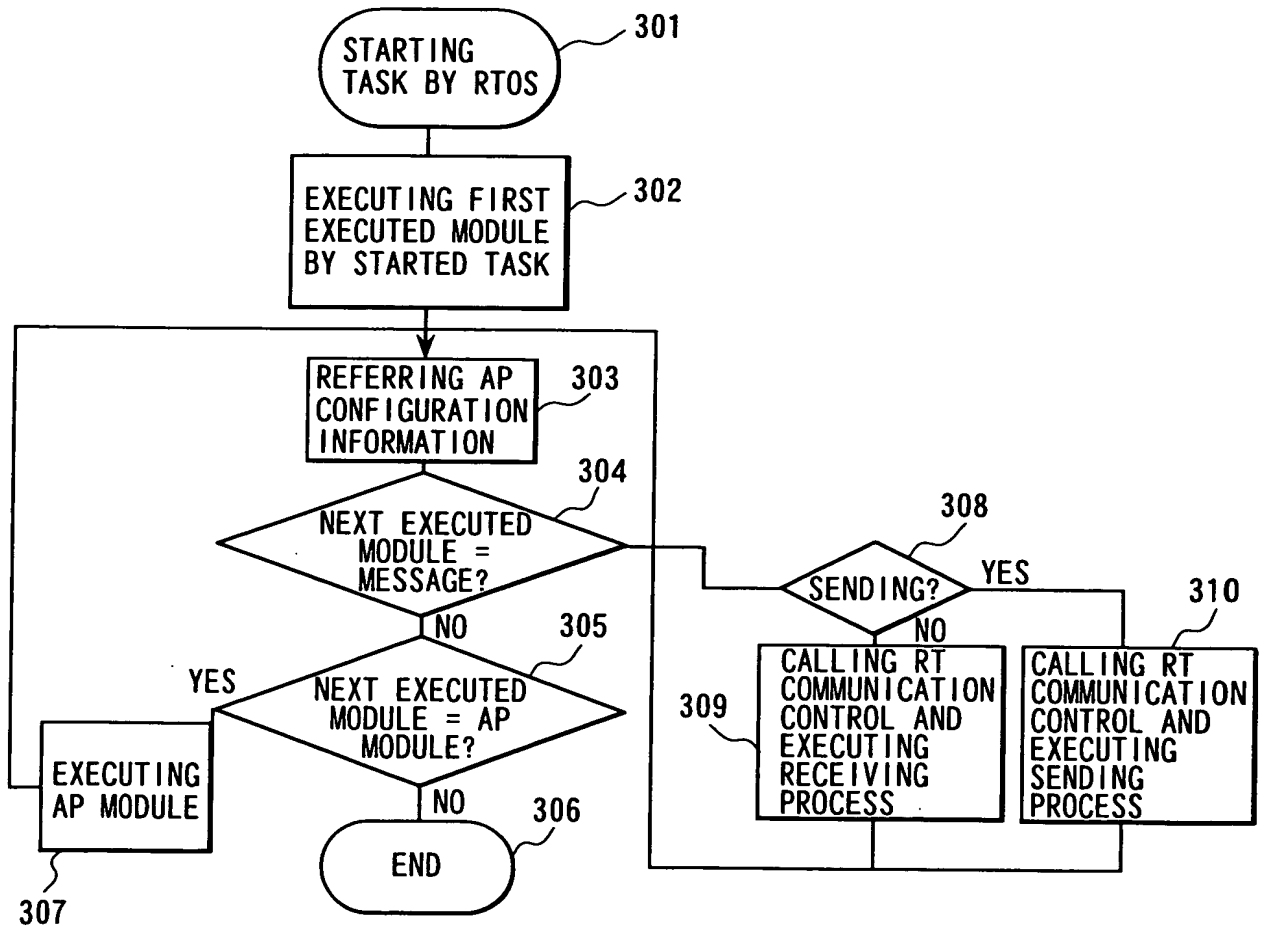 301
STARTING
TASK BY RTOS
302
EXECUTING FIRST
EXECUTED MODULE
BY STARTED TASK
303
REFERRING AP
CONFIGURATION
INFORMATION
304
NEXT EXECUTED
MODULE =
MESSAGE?
NO
305
YES
NEXT EXECUTED
MODULE = AP
MODULE?
NO
306
END
EXECUTING
AP MODULE
307
308
SENDING?
YES
NO
309
CALLING RT
COMMUNICATION
CONTROL AND
EXECUTING
RECEIVING
PROCESS
310
CALLING RT
COMMUNICATION
CONTROL AND
EXECUTING
SENDING
PROCESS